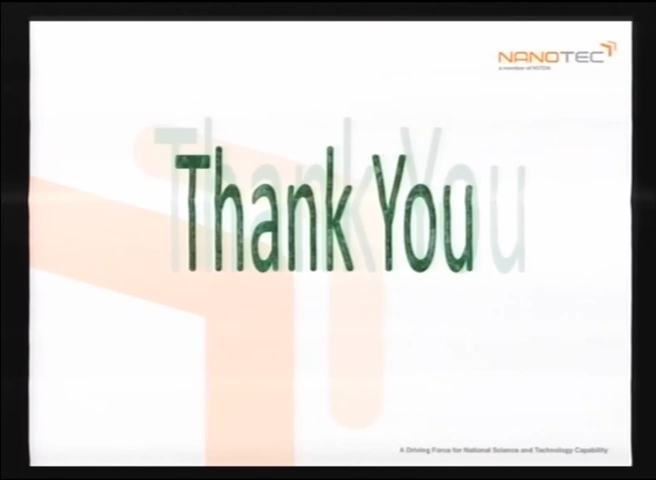 NANOTEC
a member of NSTDA
Thank You
A Driving Force for National Science and Technology Capability